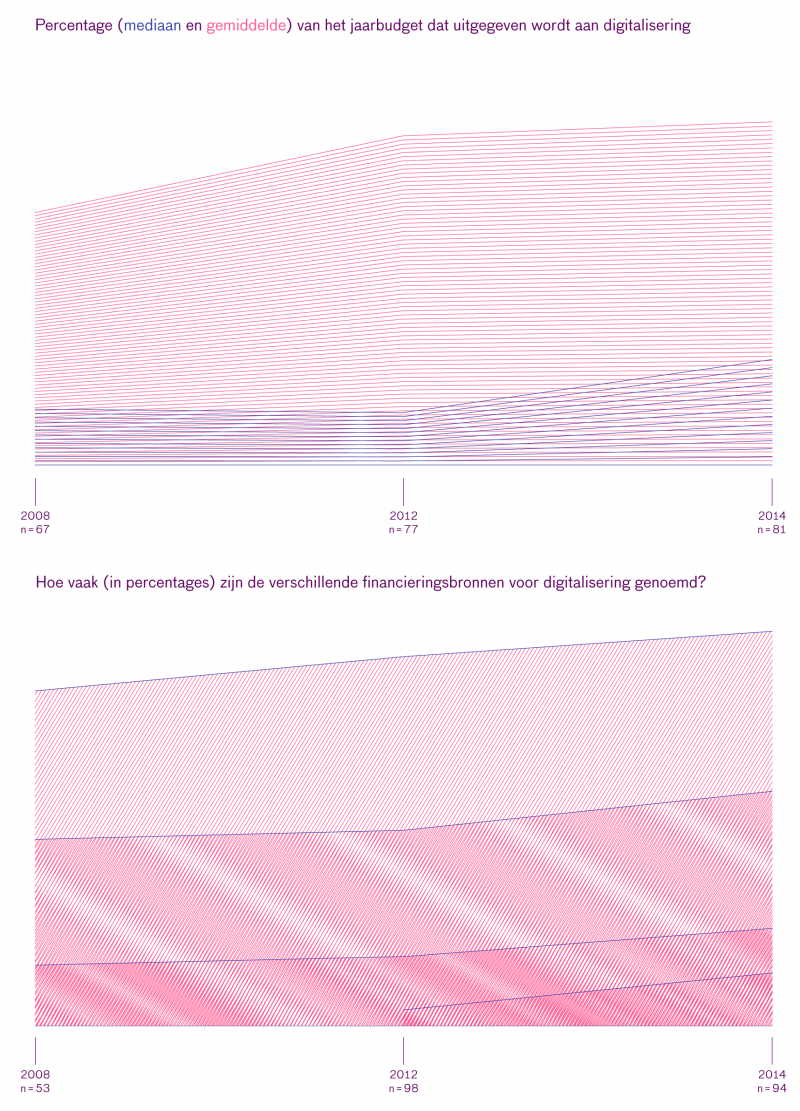 Percentage (mediaan en gemiddelde) van het jaarbudget dat uitgegeven wordt aan digitalisering
2008 2012 2014
n=67 n=77 n=81
Hoe vaak (in percentages) zijn de verschillende financieringsbronnen voor digitalisering genoemd?
2008 2012 2014
n=53 n=98 n=94